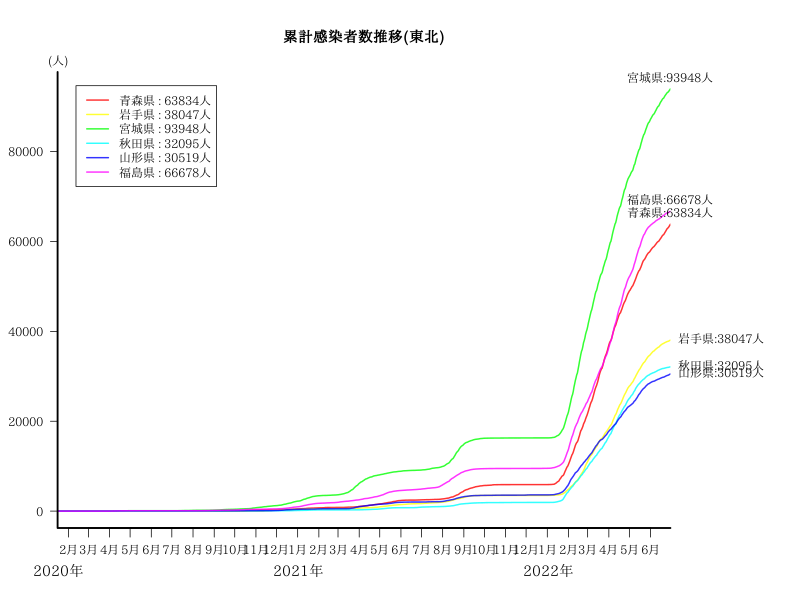 累計感染者数推移(東北)
(人)
青森県 : 63834人
岩手県 : 38047人
宮城県 : 93948人
秋田県 : 32095人
山形県 : 30519人
福島県 : 66678人
宮城県:93948人
福島県:66678人
青森県:63834人
岩手県:38047人
秋田県:32095人
山形県:30519人
80000
60000
40000
20000
0
2月 3月 4月 5月 6月 7月 8月 9月 10月 11月 12月 1月 2月 3月 4月 5月 6月 7月 8月 9月 10月 11月 12月 1月 2月 3月 4月 5月 6月
2020年 2021年 2022年